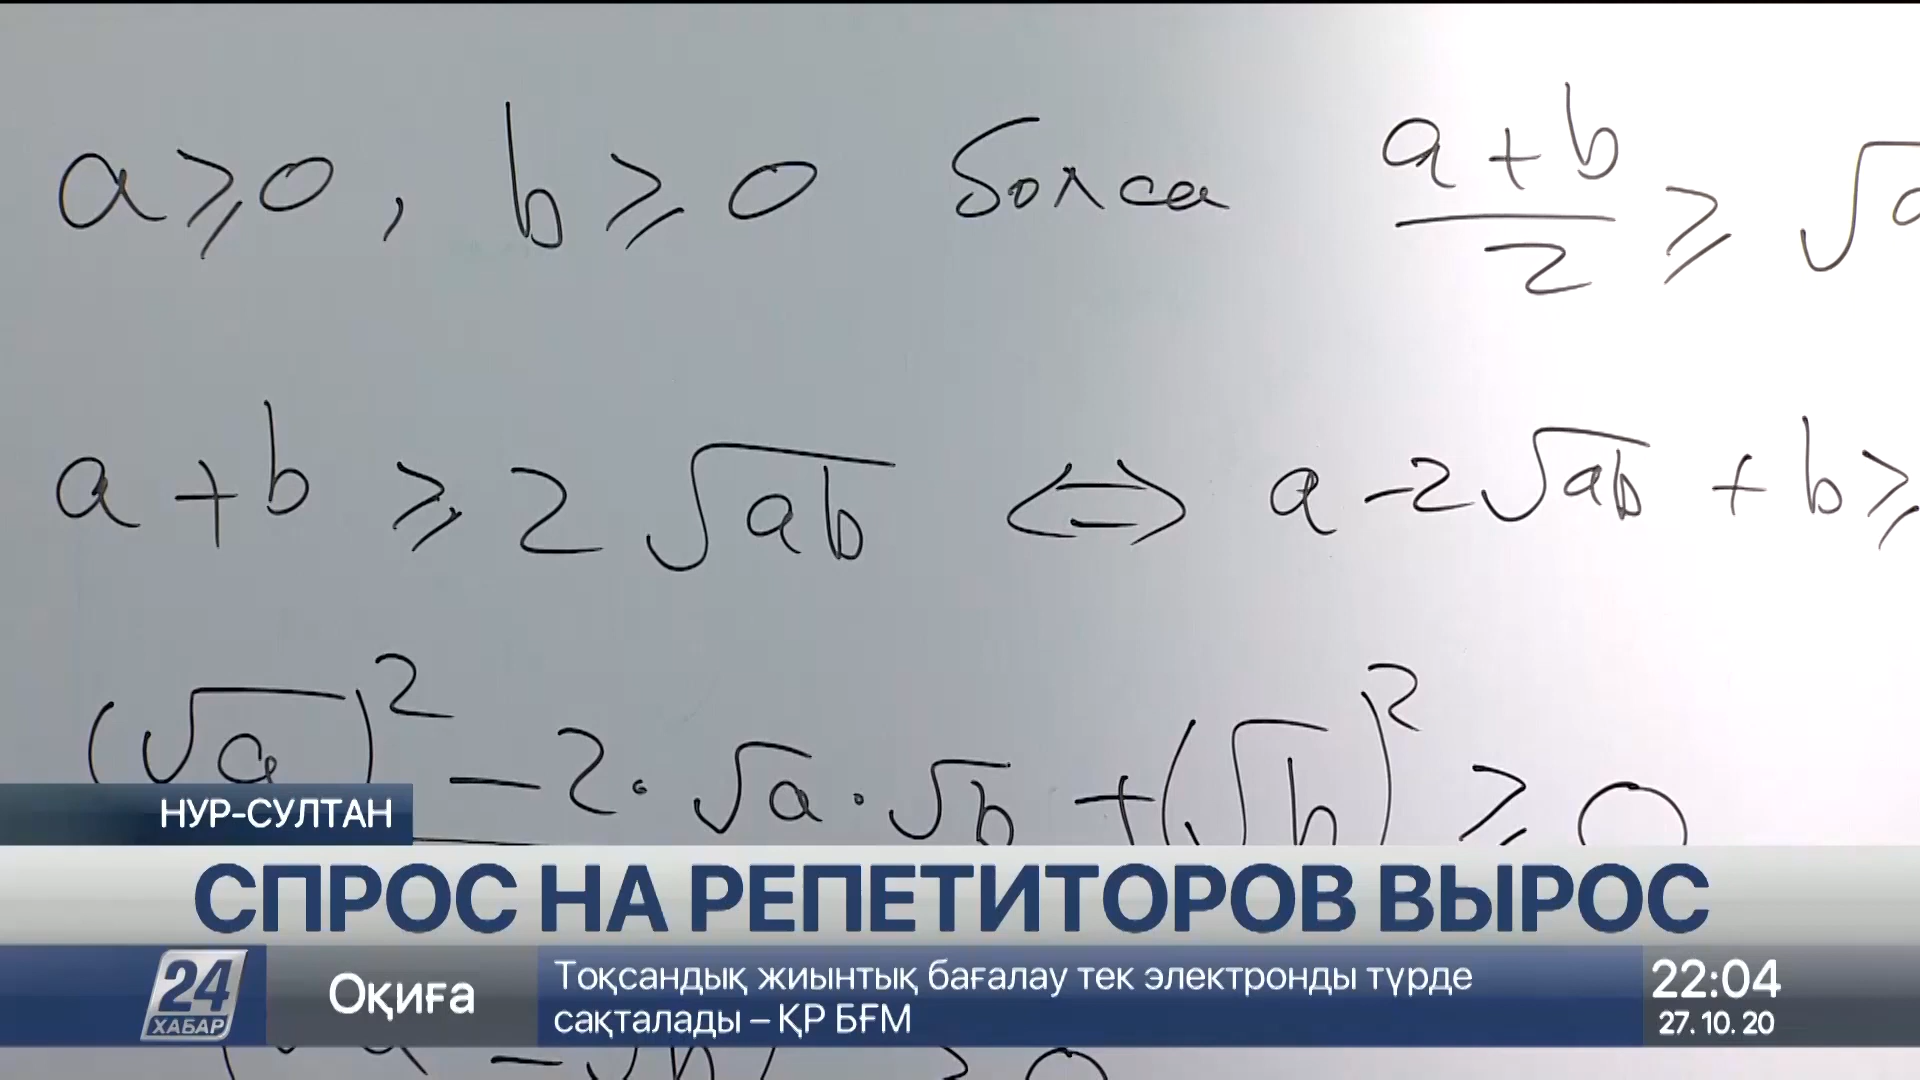 a ⩾ 0, b ⩾ 0 болса (a+b)/2 ⩾ √a
a + b ⩾ 2√ab ⇔ a - 2√ab + b ⩾
(√a)² - 2·√a·√b + (√b)² ⩾ 0
НУР-СУЛТАН
СПРОС НА РЕПЕТИТОРОВ ВЫРОС
24 ХАБАР
Оқиға
Тоқсандық жиынтық бағалау тек электронды түрде
сақталады – ҚР БҒМ
22:04
27. 10. 20